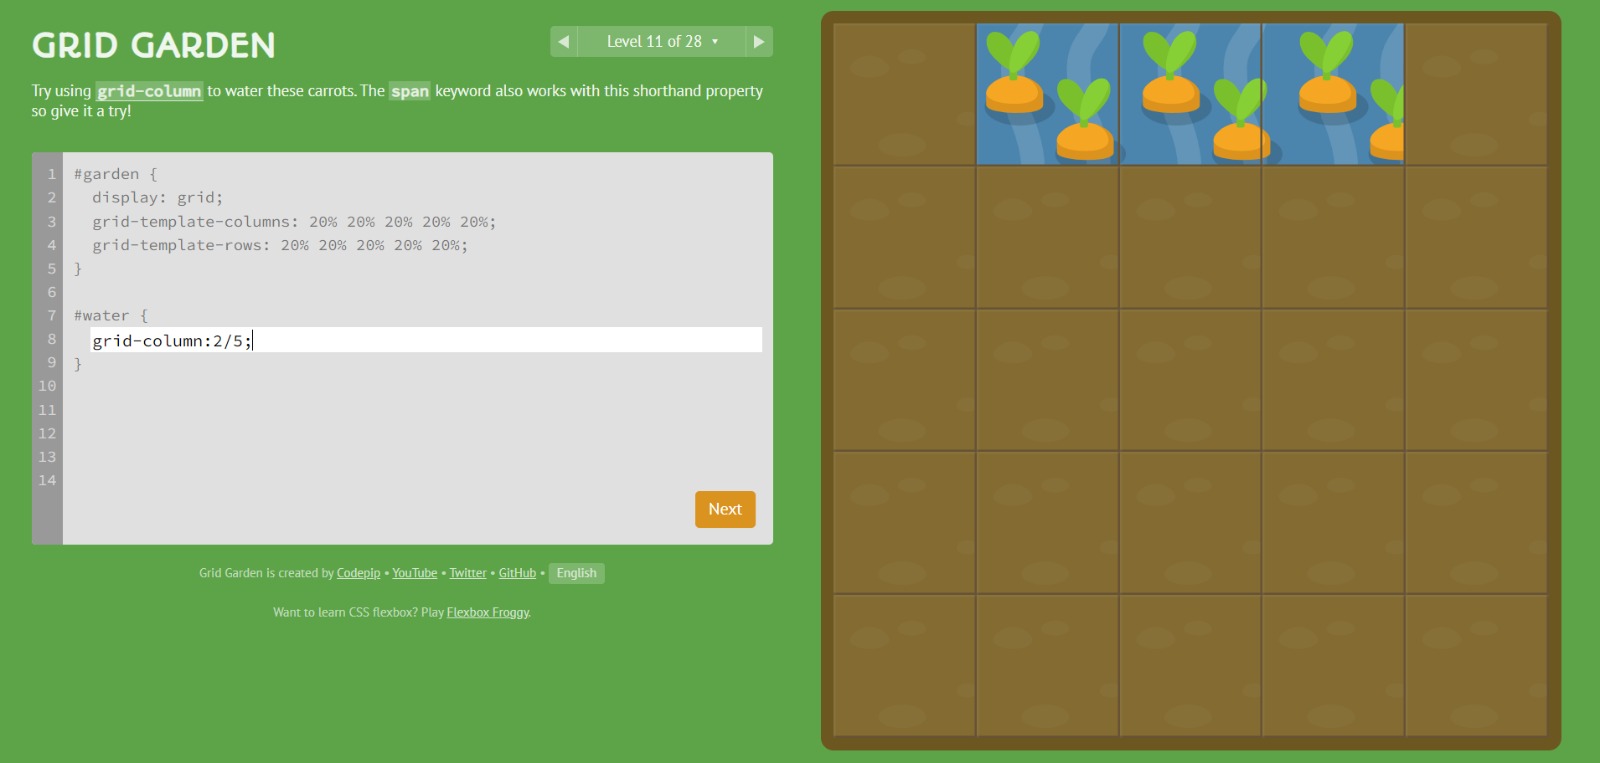 GRID GARDEN
◀ Level 11 of 28 ▾ ▶
Try using grid-column to water these carrots. The span keyword also works with this shorthand property
so give it a try!
1 #garden {
2 display: grid;
3 grid-template-columns: 20% 20% 20% 20% 20%;
4 grid-template-rows: 20% 20% 20% 20% 20%;
5 }
6
7 #water {
8 grid-column:2/5;
9 }
10
11
12
13
14
Next
Grid Garden is created by Codepip • YouTube • Twitter • GitHub • English
Want to learn CSS flexbox? Play Flexbox Froggy.